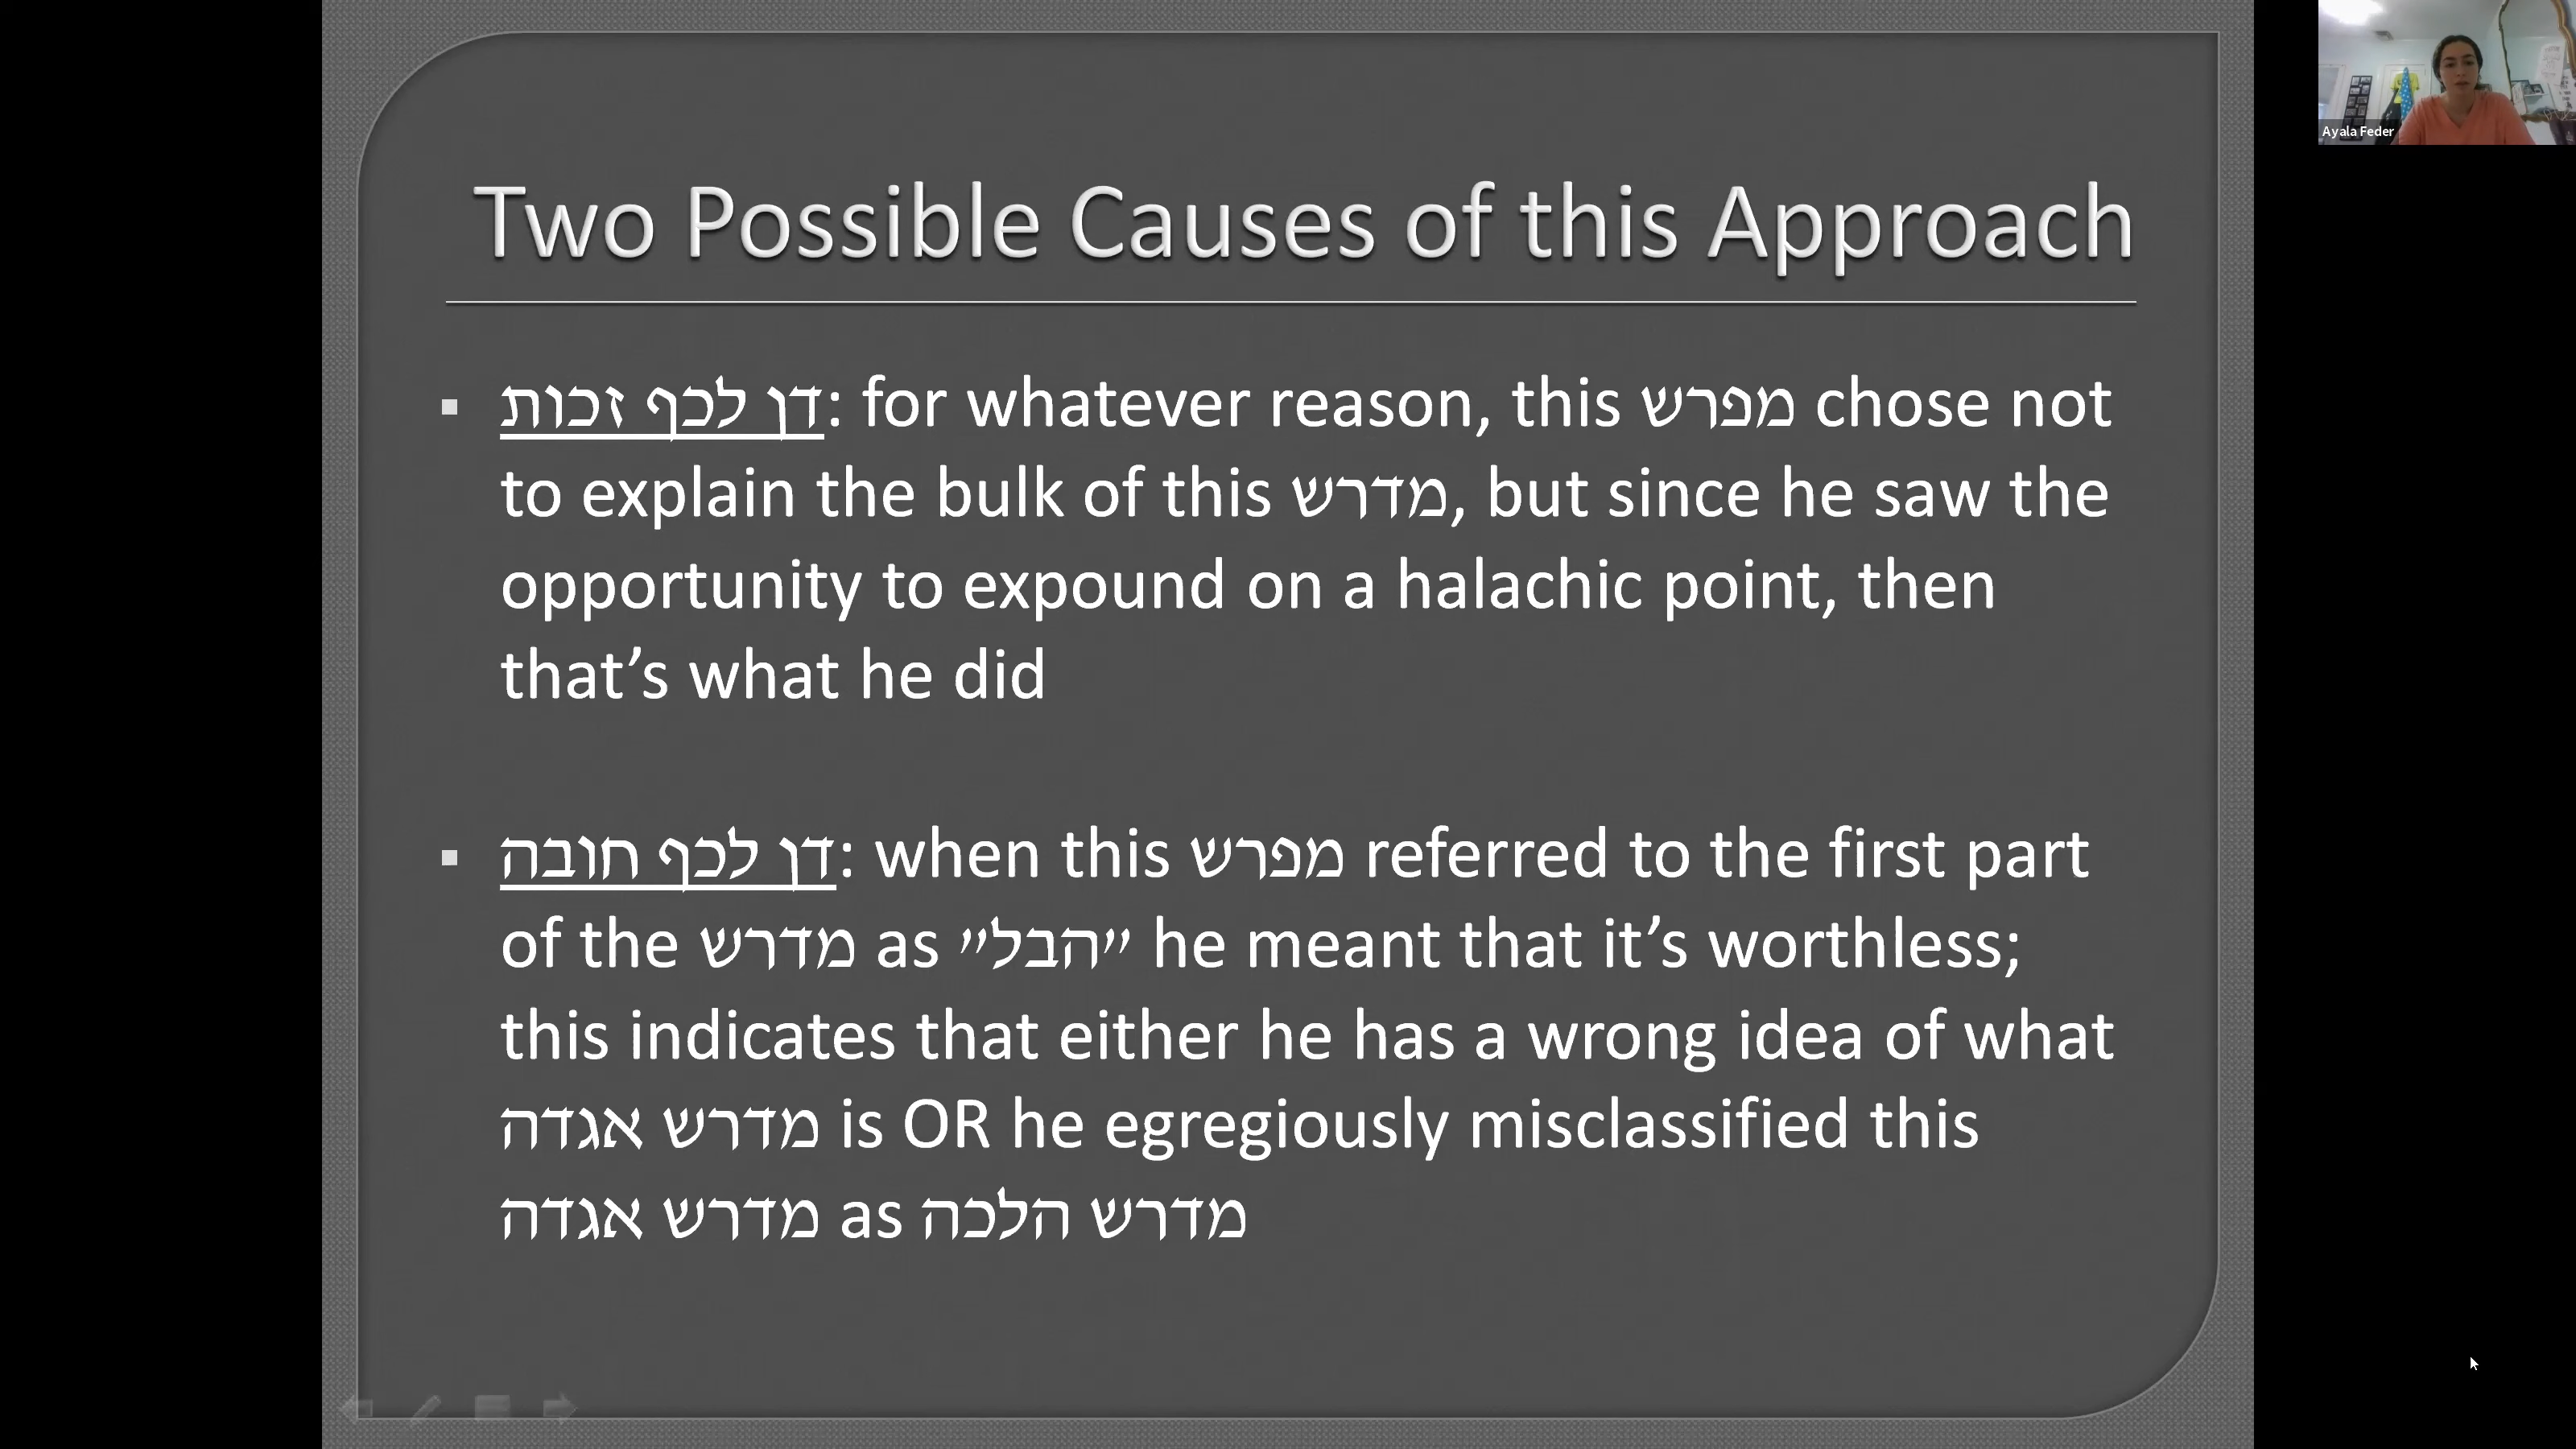 Two Possible Causes of this Approach
דן לכף זכות: for whatever reason, this מפרש chose not
to explain the bulk of this מדרש, but since he saw the
opportunity to expound on a halachic point, then
that’s what he did
דן לכף חובה: when this מפרש referred to the first part
of the מדרש as "הבל" he meant that it’s worthless;
this indicates that either he has a wrong idea of what
מדרש אגדה is OR he egregiously misclassified this
מדרש אגדה as מדרש הלכה
Ayala Feder